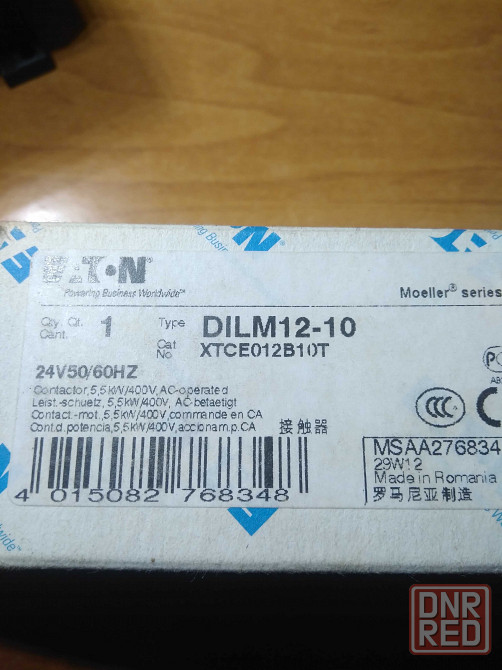 EATON
Powering Business Worldwide™
Moeller® series
Qty. Qt.
Cant.
1
Type
DILM12-10
Cat
No
XTCE012B10T
24V50/60HZ
Contactor,5,5kW/400V,AC-operated
Leist.-schuetz,5,5kW/400V, AC-betaetigt
Contact.-mot.,5,5kW/400V,commande en CA
Cont.d.potencia,5,5kW/400V,accionam.p.CA
接触器
CCC
MSAA276834
29W12
Made in Romania
罗马尼亚制造
4 015082 768348
DNR
RED